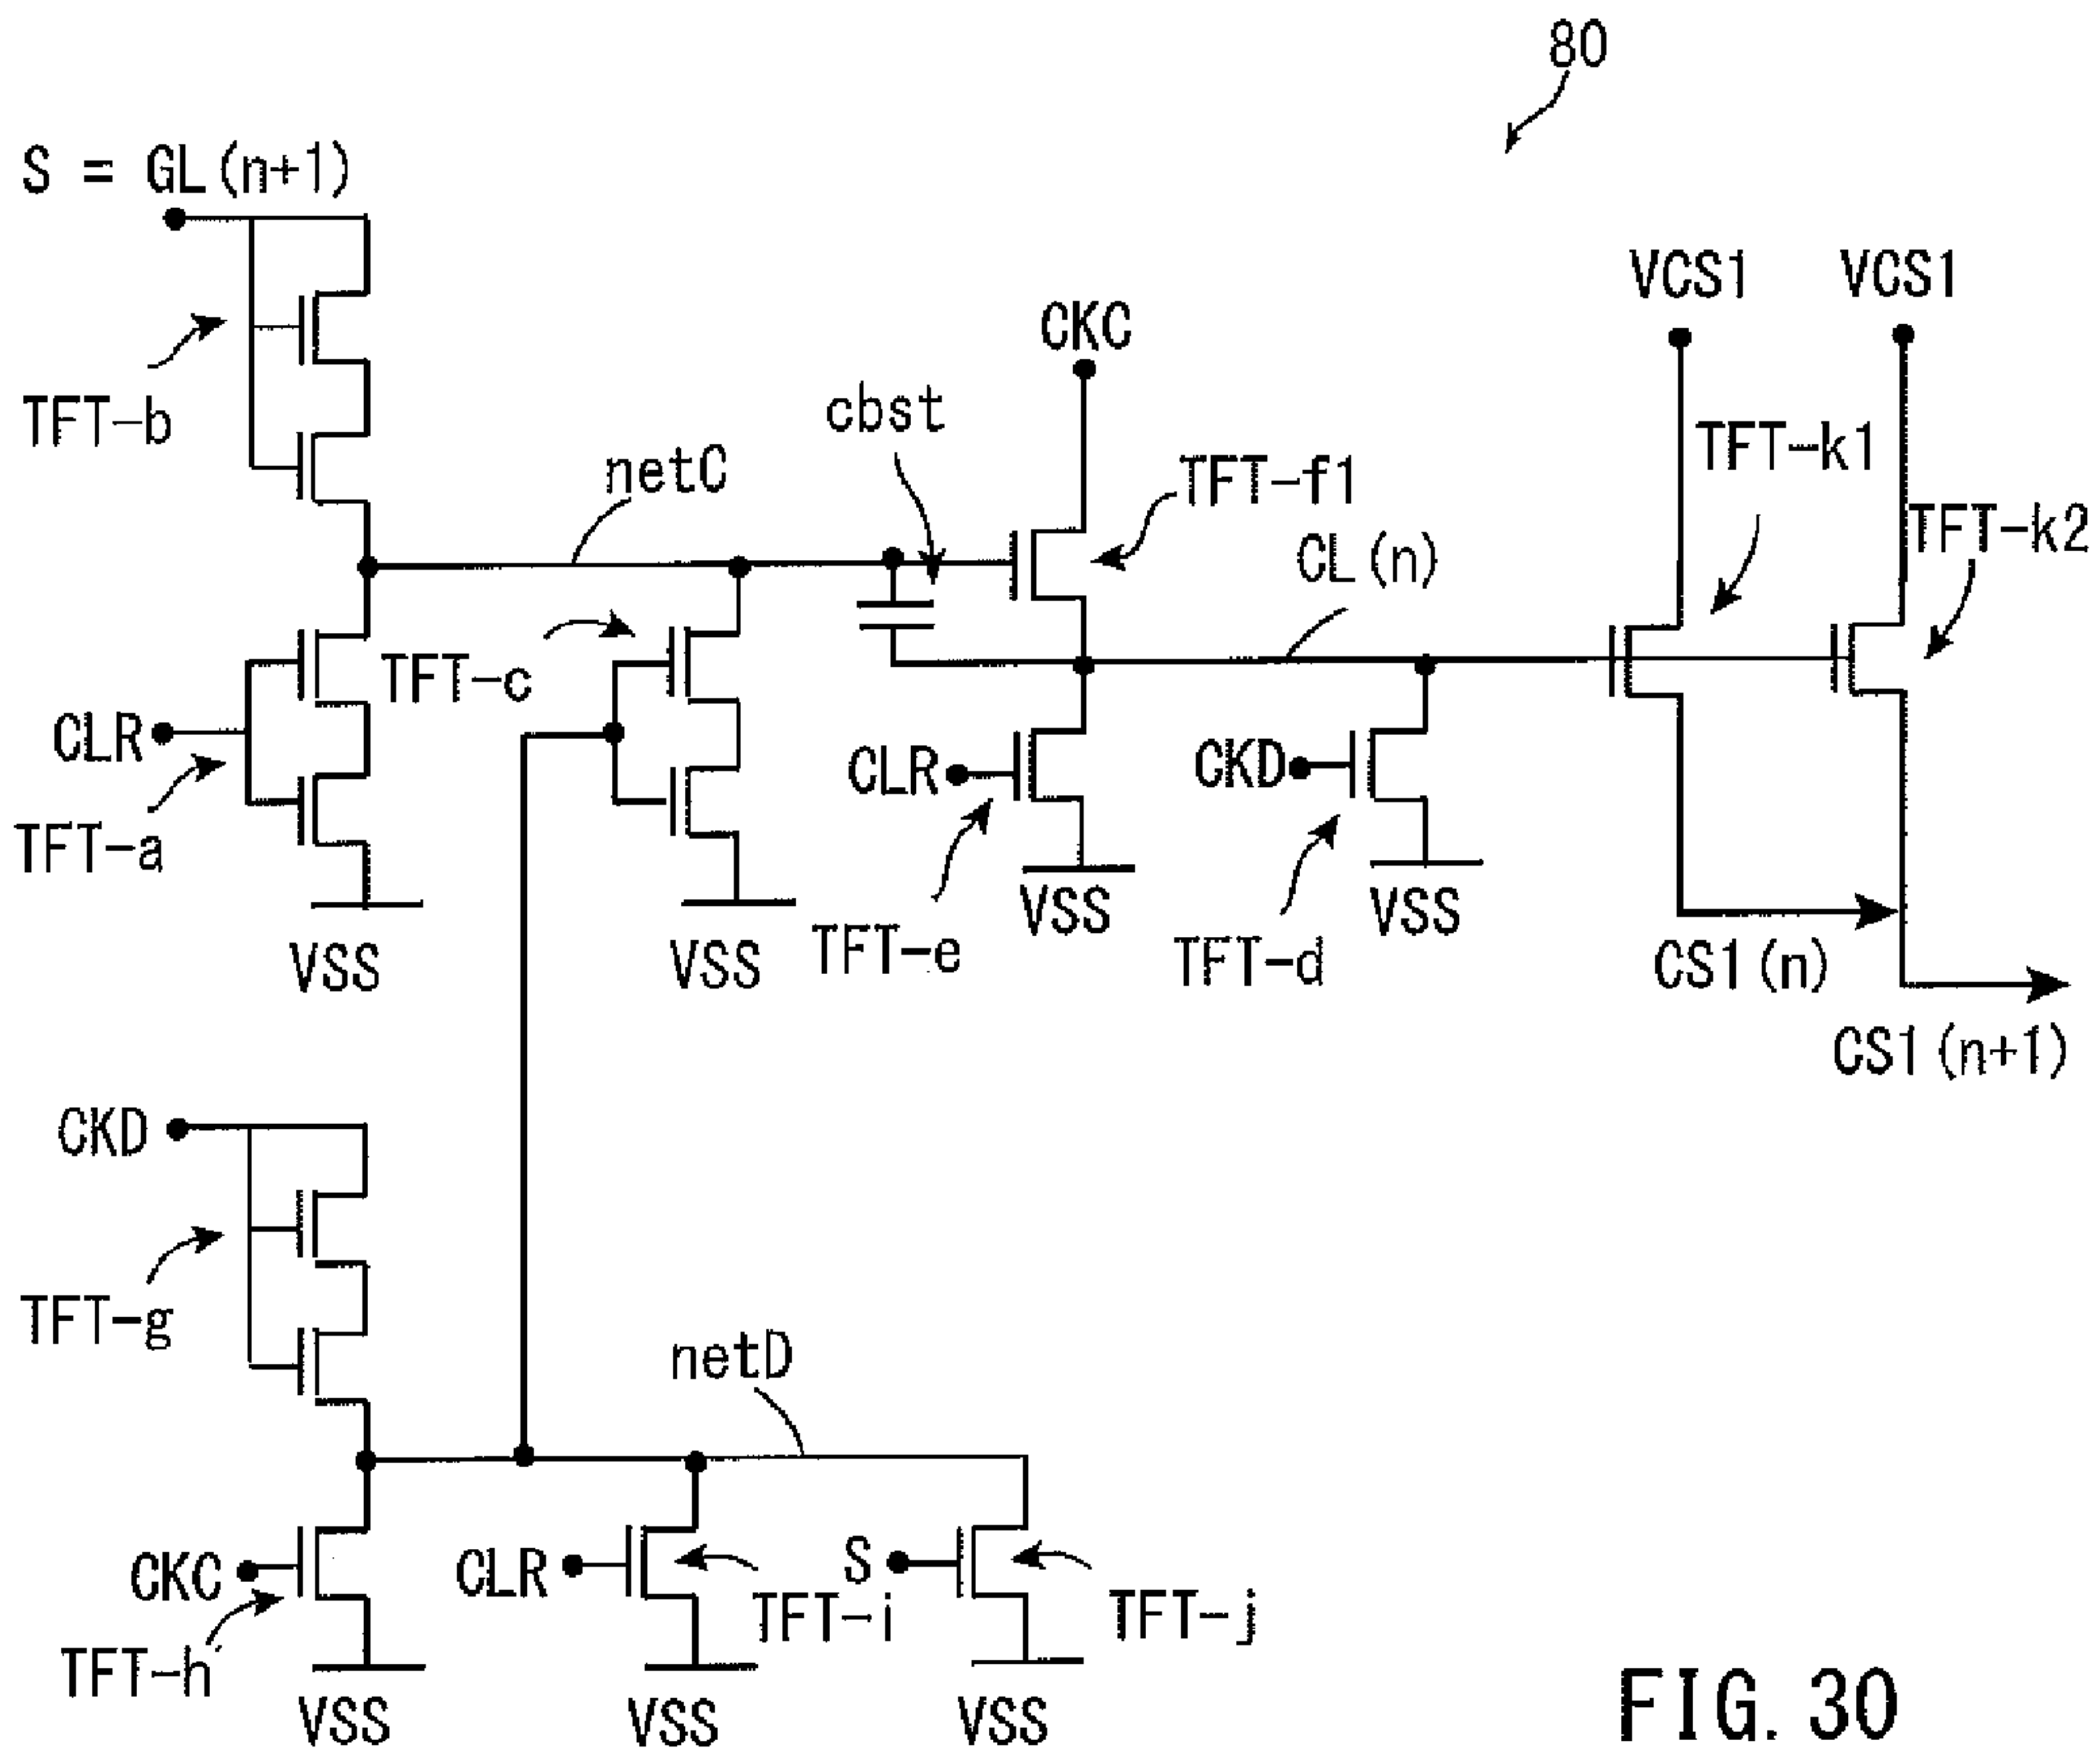 80
S = GL(n+1)
VCS1
VCS1
CKC
cbst
TFT-b
TFT-k1
netC
TFT-f1
TFT-k2
CL(n)
TFT-c
CLR
CLR
CKD
TFT-a
VSS
VSS
TFT-e
TFT-d
VSS
VSS
CS1(n)
CS1(n+1)
CKD
TFT-g
netD
CKC
CLR
S
TFT-i
TFT-j
TFT-h
VSS
VSS
VSS
FIG. 30